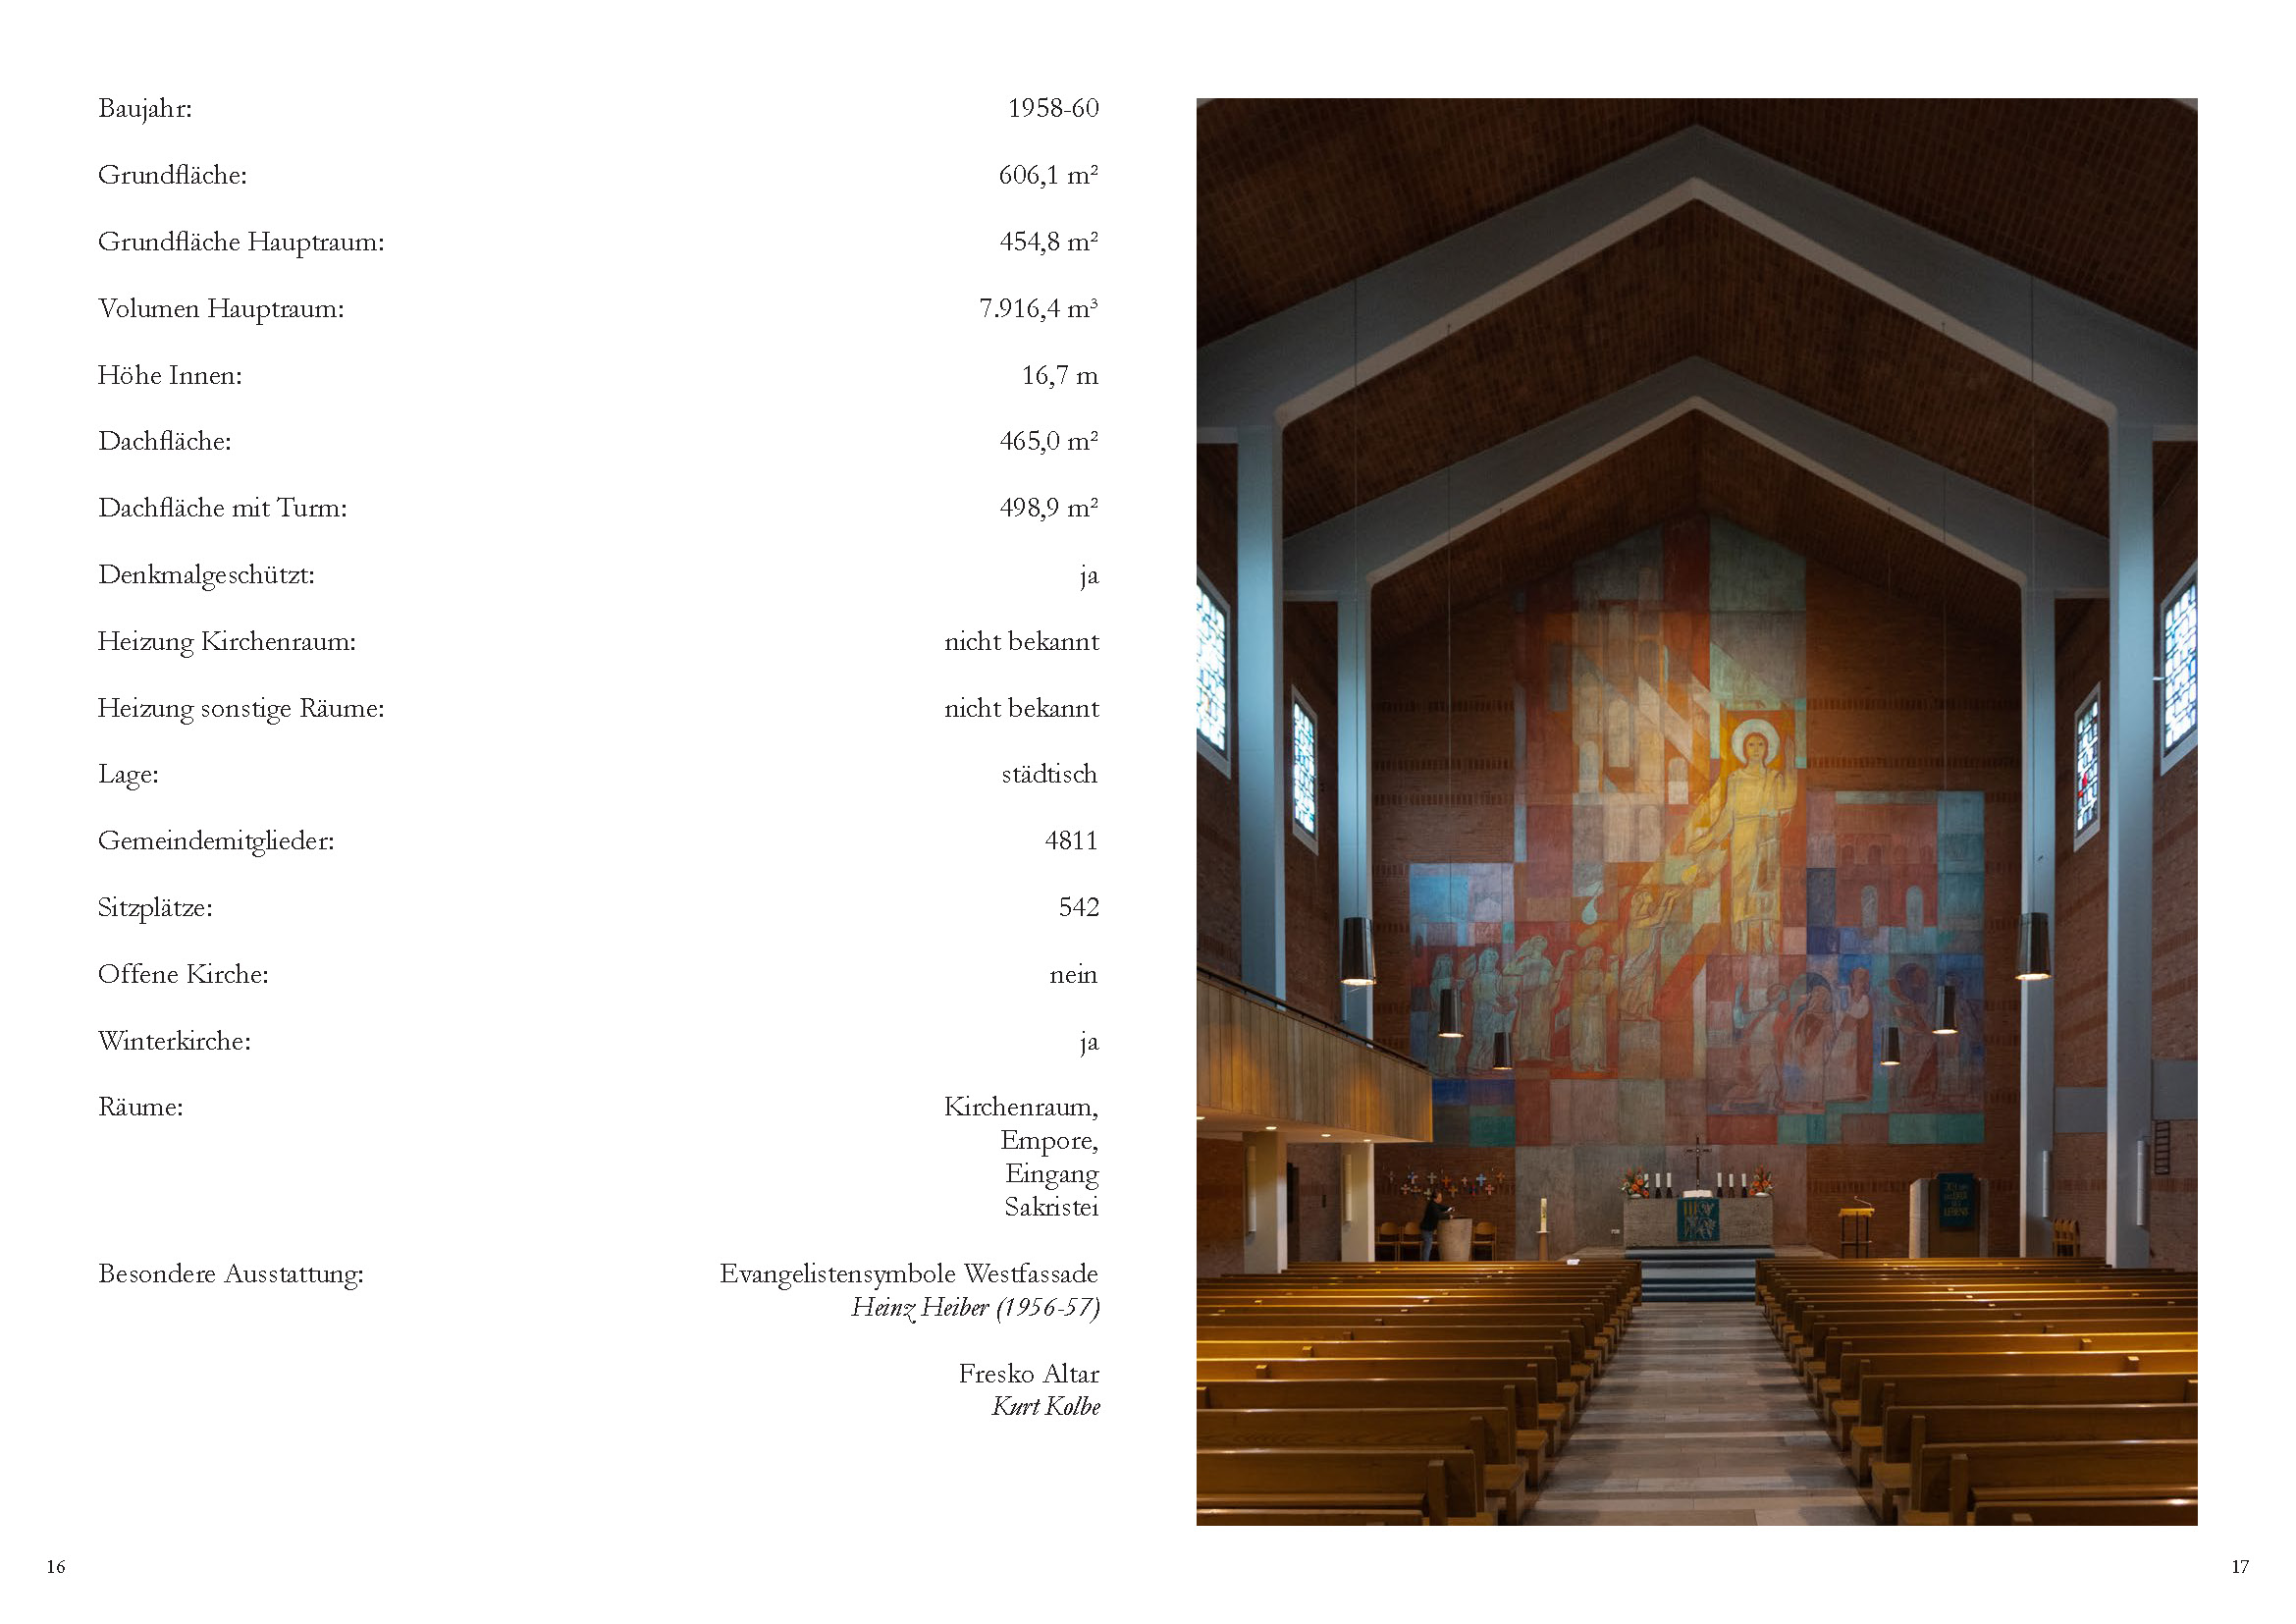 Baujahr: 1958-60
Grundfläche: 606,1 m²
Grundfläche Hauptraum: 454,8 m²
Volumen Hauptraum: 7.916,4 m³
Höhe Innen: 16,7 m
Dachfläche: 465,0 m²
Dachfläche mit Turm: 498,9 m²
Denkmalgeschützt: ja
Heizung Kirchenraum: nicht bekannt
Heizung sonstige Räume: nicht bekannt
Lage: städtisch
Gemeindemitglieder: 4811
Sitzplätze: 542
Offene Kirche: nein
Winterkirche: ja
Räume: Kirchenraum,
Empore,
Eingang
Sakristei
Besondere Ausstattung: Evangelistensymbole Westfassade
Heinz Heiber (1956-57)
Fresko Altar
Kurt Kolbe
16
17